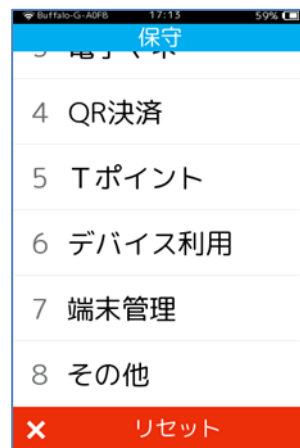 Buffalo-G-A0F8 17:13 59%
保守
4 QR決済
5 Tポイント
6 デバイス利用
7 端末管理
8 その他
× リセット